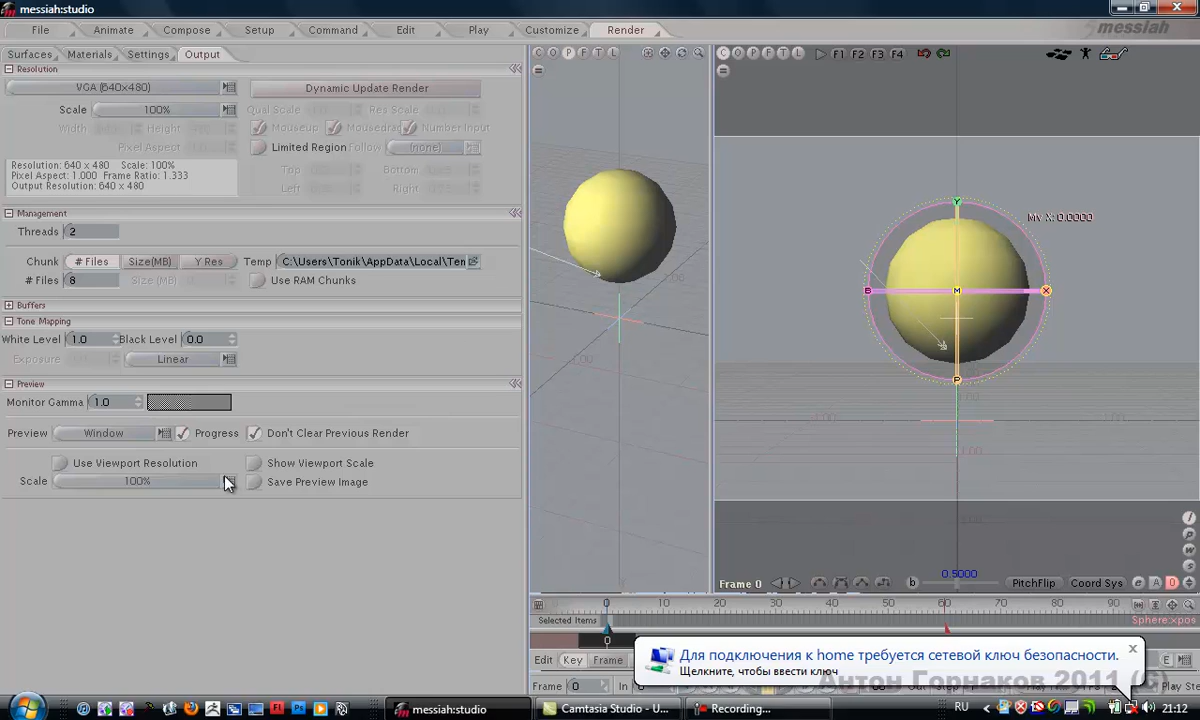 messiah:studio
File Animate Compose Setup Command Edit Play Customize Render messiah
Surfaces Materials Settings Output
Resolution
VGA (640x480) Dynamic Update Render
Scale 100% Qual Scale Res Scale
Width Height Mouseup Mousedrag Number Input
Pixel Aspect Limited Region Follow (none)
Resolution: 640 x 480 Scale: 100%
Pixel Aspect: 1.000 Frame Ratio: 1.333
Output Resolution: 640 x 480
Top Bottom
Left Right
Management
Threads 2
Chunk # Files Size(MB) Y Res Temp C:\Users\Tonik\AppData\Local\Ten
# Files 8 Size (MB) Use RAM Chunks
Buffers
Tone Mapping
White Level 1.0 Black Level 0.0
Exposure Linear
Preview
Monitor Gamma 1.0
Preview Window Progress Don't Clear Previous Render
Use Viewport Resolution Show Viewport Scale
Scale 100% Save Preview Image
C O P F T L
C O P F T L F1 F2 F3 F4
Mv X: 0.0000
Y
B M X
P
Frame 0 0.5000 b PitchFlip Coord Sys e A 0
0 10 20 30 40 50 60 70 80 90
Selected Items Sphere:xpos
0
Edit Key Frame E
Frame 0 In 0 Play Ste
Для подключения к home требуется сетевой ключ безопасности.
Щелкните, чтобы ввести ключ
Антон Горнаков 2011 (C)
messiah:studio Camtasia Studio - U... Recording... RU 21:12